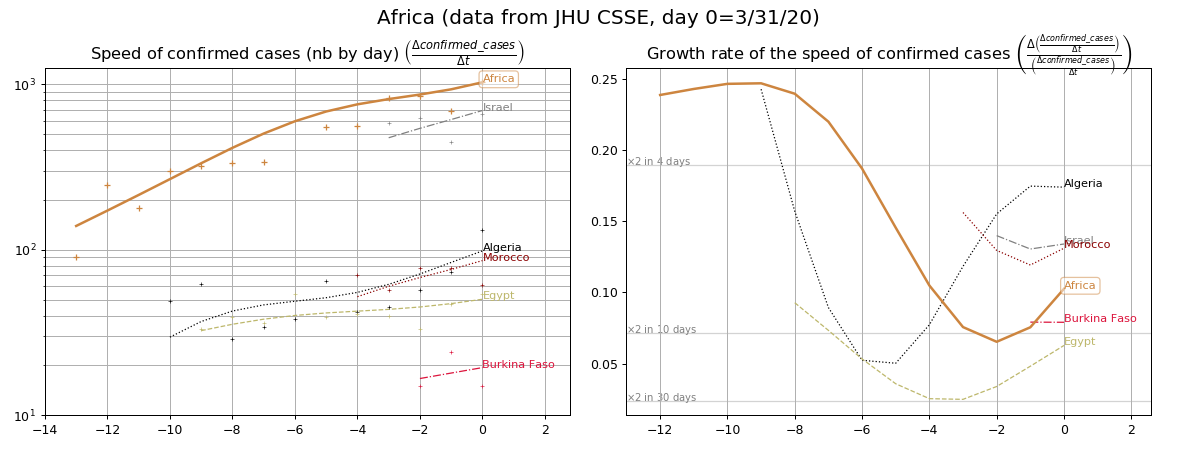 Africa (data from JHU CSSE, day 0=3/31/20)
Speed of confirmed cases (nb by day) (Δconfirmed_cases/Δt)
10³
10²
10¹
Africa
Israel
Algeria
Morocco
Egypt
Burkina Faso
−14 −12 −10 −8 −6 −4 −2 0 2
Growth rate of the speed of confirmed cases (Δ(Δconfirmed_cases/Δt)/(Δconfirmed_cases/Δt))
0.25
0.20
0.15
0.10
0.05
×2 in 4 days
×2 in 10 days
×2 in 30 days
Algeria
Israel
Morocco
Africa
Burkina Faso
Egypt
−12 −10 −8 −6 −4 −2 0 2